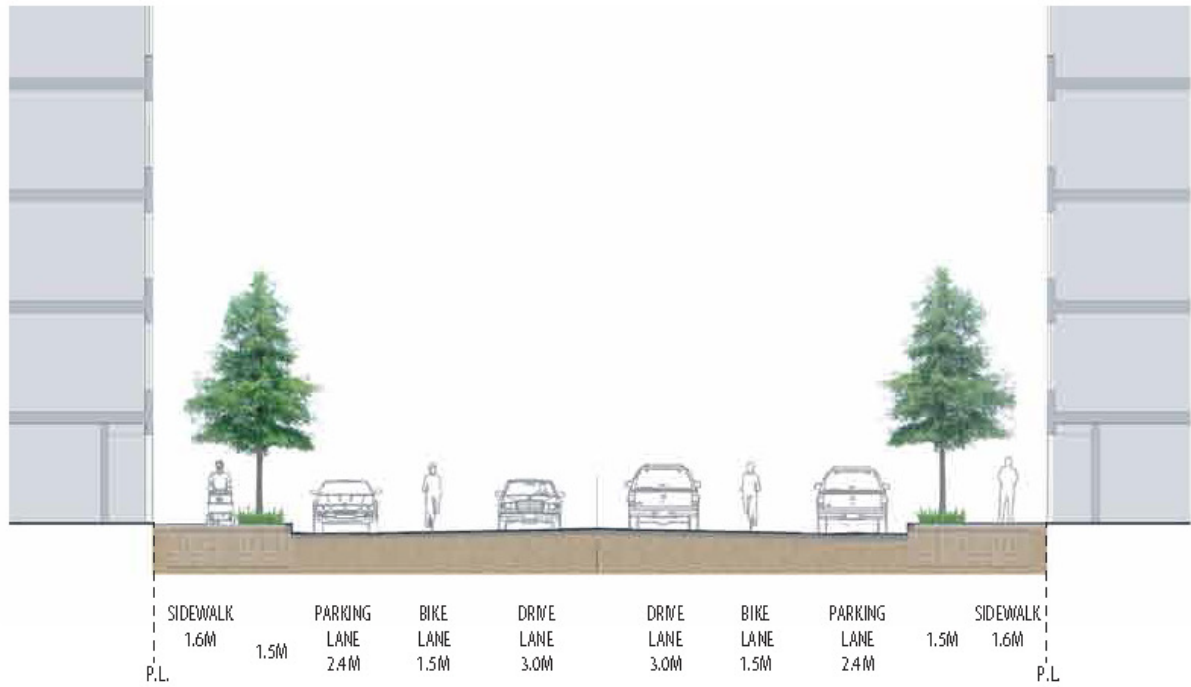 SIDEWALK
1.6M
1.5M
PARKING
LANE
2.4M
BIKE
LANE
1.5M
DRIVE
LANE
3.0M
DRIVE
LANE
3.0M
BIKE
LANE
1.5M
PARKING
LANE
2.4M
1.5M
SIDEWALK
1.6M
P.L.
P.L.